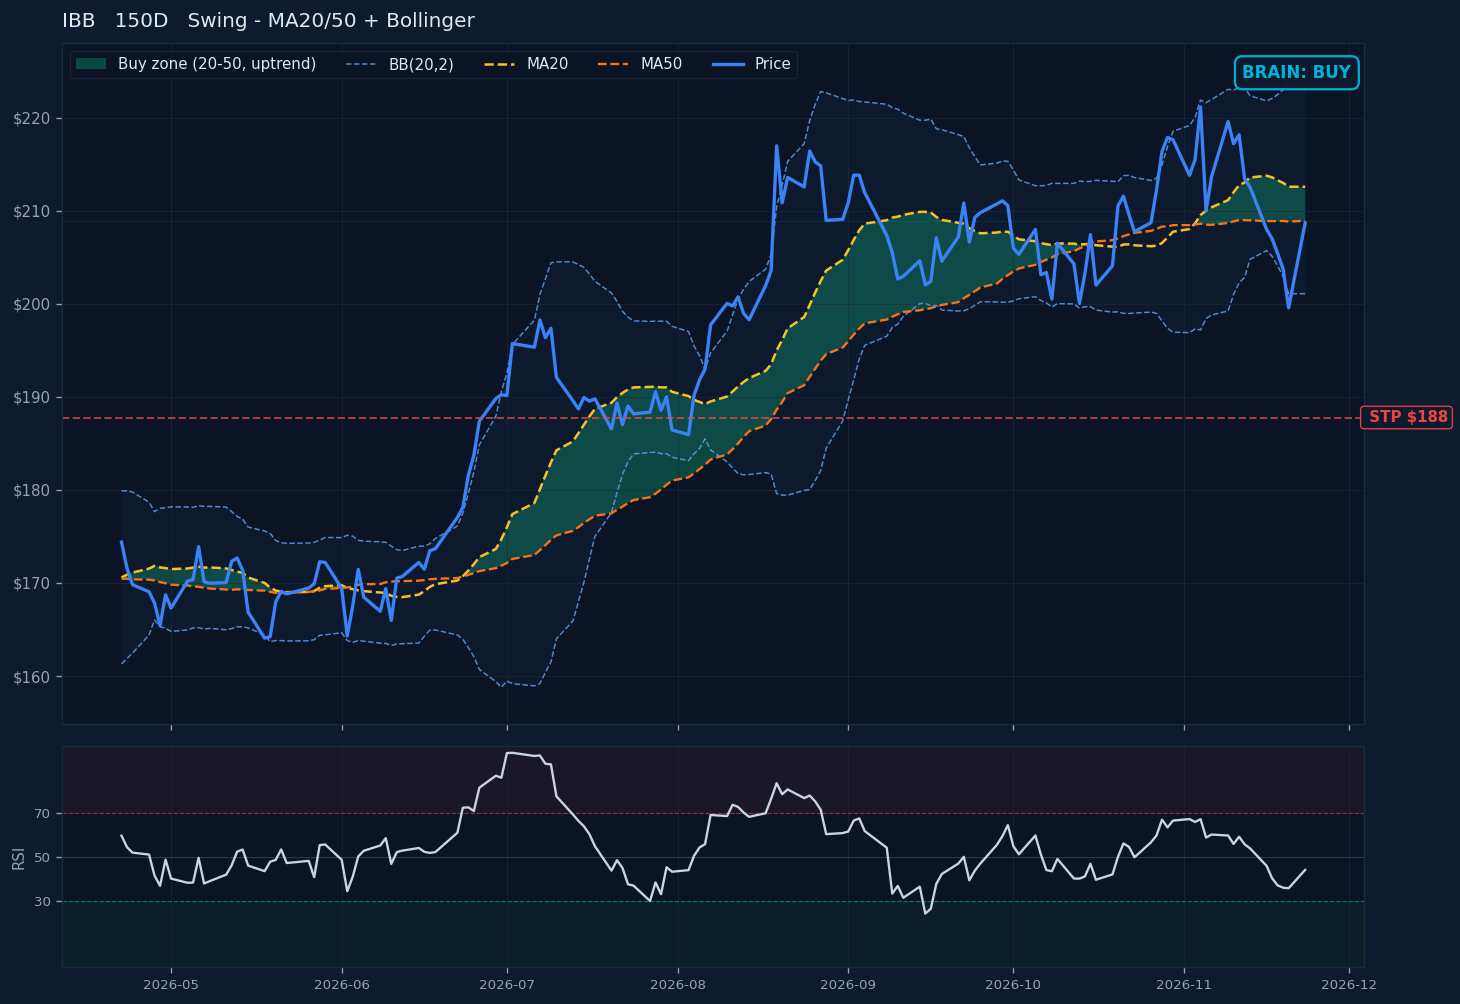 IBB   150D   Swing - MA20/50 + Bollinger
Buy zone (20-50, uptrend)   BB(20,2)   MA20   MA50   Price
BRAIN: BUY
$220
$210
$200
$190
STP $188
$180
$170
$160
70
50
30
RSI
2026-05   2026-06   2026-07   2026-08   2026-09   2026-10   2026-11   2026-12